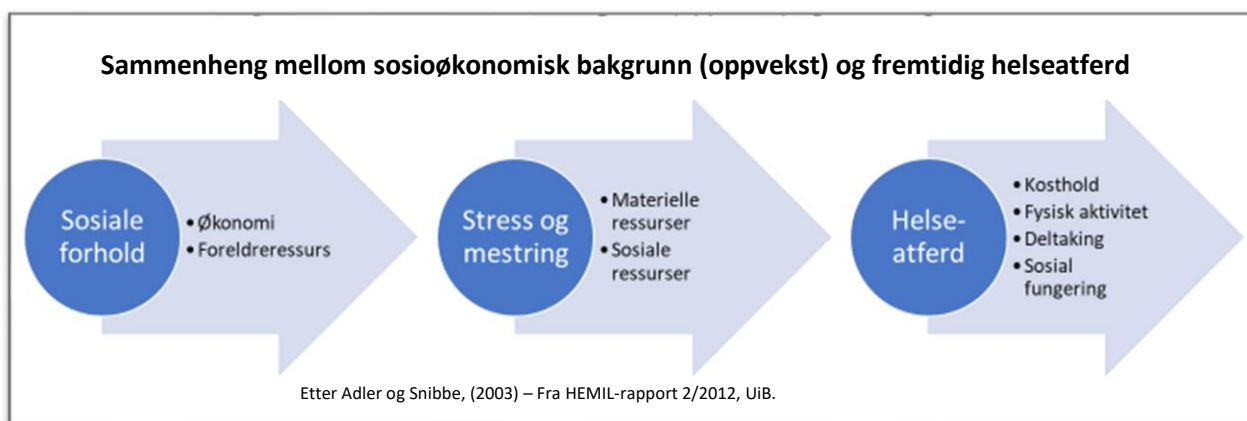 Sammenheng mellom sosioøkonomisk bakgrunn (oppvekst) og fremtidig helseatferd
Sosiale
forhold
• Økonomi
• Foreldreressurs
Stress og
mestring
• Materielle
ressurser
• Sosiale
ressurser
Helse-
atferd
• Kosthold
• Fysisk aktivitet
• Deltaking
• Sosial
fungering
Etter Adler og Snibbe, (2003) – Fra HEMIL-rapport 2/2012, UiB.